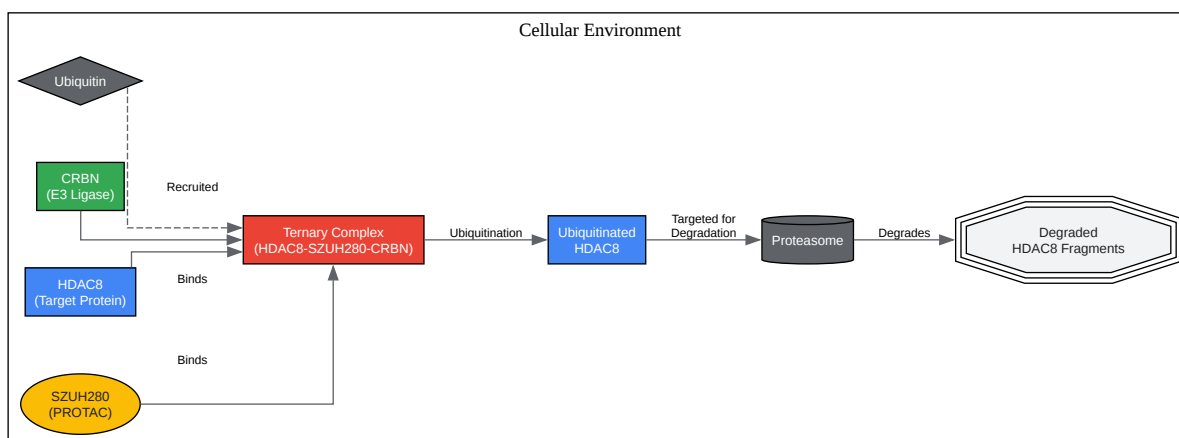 Cellular Environment
Ubiquitin
CRBN
(E3 Ligase)
Recruited
HDAC8
(Target Protein)
Binds
Binds
SZUH280
(PROTAC)
Ternary Complex
(HDAC8-SZUH280-CRBN)
Ubiquitination
Ubiquitinated
HDAC8
Targeted for
Degradation
Proteasome
Degrades
Degraded
HDAC8 Fragments